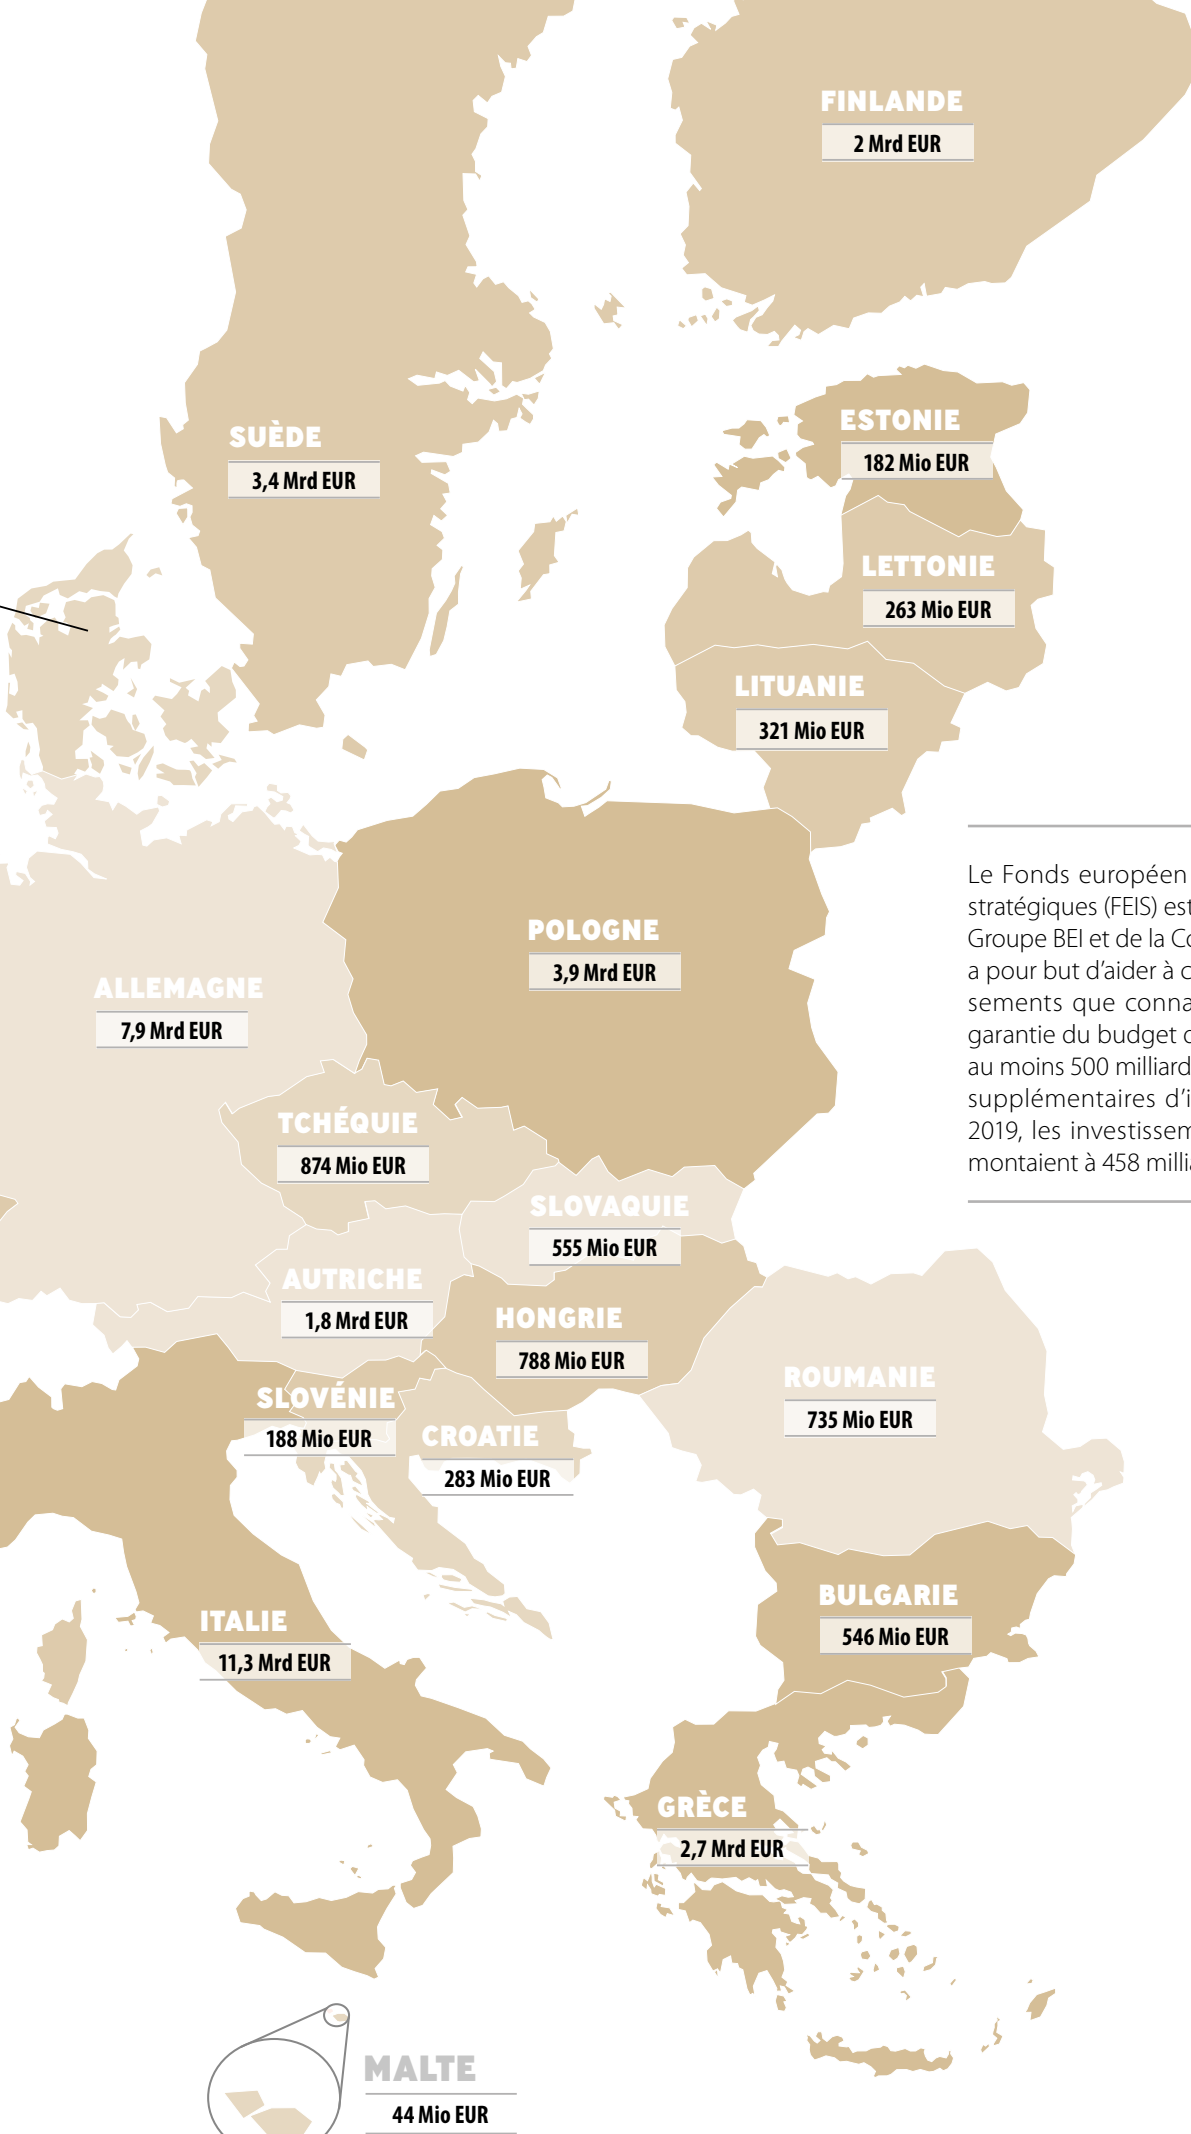 FINLANDE
2 Mrd EUR
ESTONIE
182 Mio EUR
SUÈDE
3,4 Mrd EUR
LETTONIE
263 Mio EUR
LITUANIE
321 Mio EUR
Le Fonds européen
stratégiques (FEIS) est
Groupe BEI et de la Co
a pour but d’aider à c
sements que conna
garantie du budget d
au moins 500 milliard
supplémentaires d’i
2019, les investissem
montaient à 458 millia
POLOGNE
3,9 Mrd EUR
ALLEMAGNE
7,9 Mrd EUR
TCHÉQUIE
874 Mio EUR
SLOVAQUIE
555 Mio EUR
AUTRICHE
1,8 Mrd EUR
HONGRIE
788 Mio EUR
ROUMANIE
735 Mio EUR
SLOVÉNIE
188 Mio EUR
CROATIE
283 Mio EUR
BULGARIE
546 Mio EUR
ITALIE
11,3 Mrd EUR
GRÈCE
2,7 Mrd EUR
MALTE
44 Mio EUR